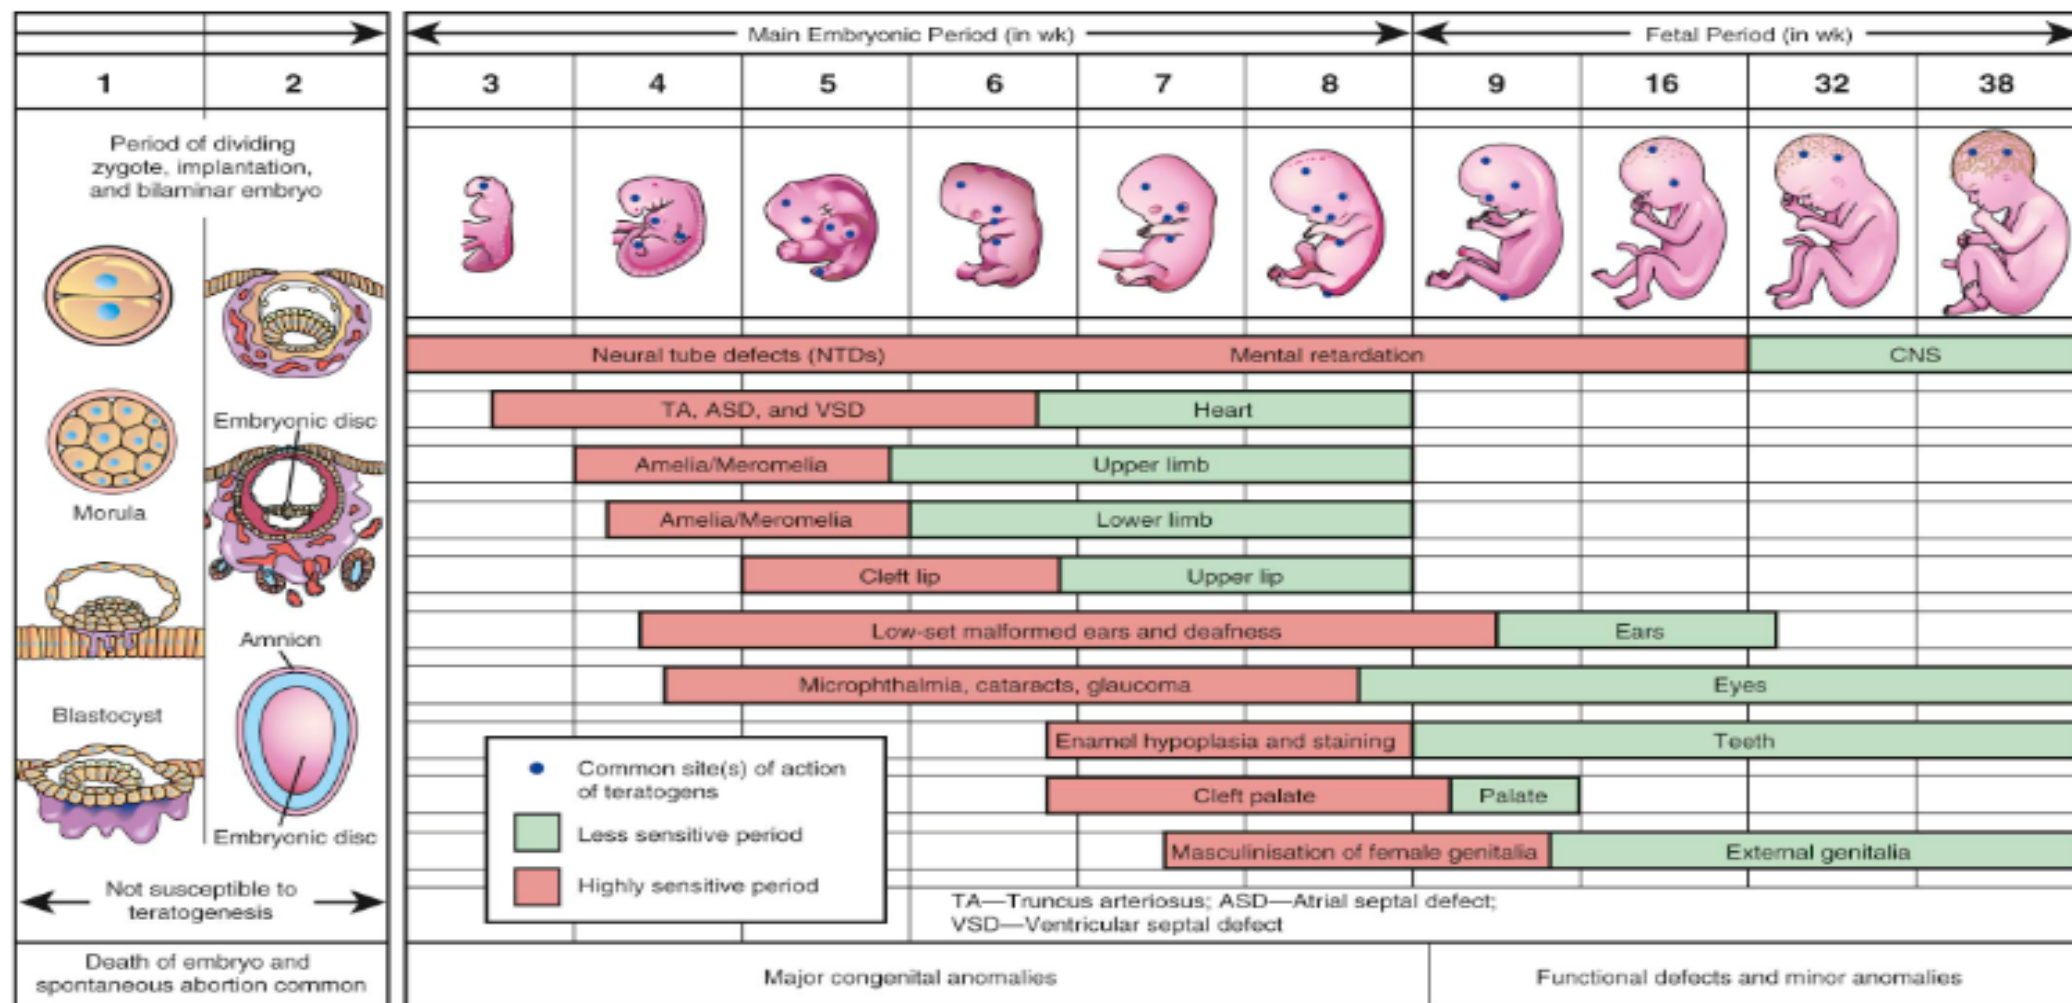 Main Embryonic Period (in wk)
Fetal Period (in wk)
1
2
3
4
5
6
7
8
9
16
32
38
Period of dividing
zygote, implantation,
and bilaminar embryo
Embryonic disc
Morula
Amnion
Blastocyst
Embryonic disc
Not susceptible to
teratogenesis
Death of embryo and
spontaneous abortion common
Neural tube defects (NTDs)
Mental retardation
CNS
TA, ASD, and VSD
Heart
Amelia/Meromelia
Upper limb
Amelia/Meromelia
Lower limb
Cleft lip
Upper lip
Low-set malformed ears and deafness
Ears
Microphthalmia, cataracts, glaucoma
Eyes
Enamel hypoplasia and staining
Teeth
Cleft palate
Palate
Masculinisation of female genitalia
External genitalia
Common site(s) of action
of teratogens
Less sensitive period
Highly sensitive period
TA—Truncus arteriosus; ASD—Atrial septal defect;
VSD—Ventricular septal defect
Major congenital anomalies
Functional defects and minor anomalies